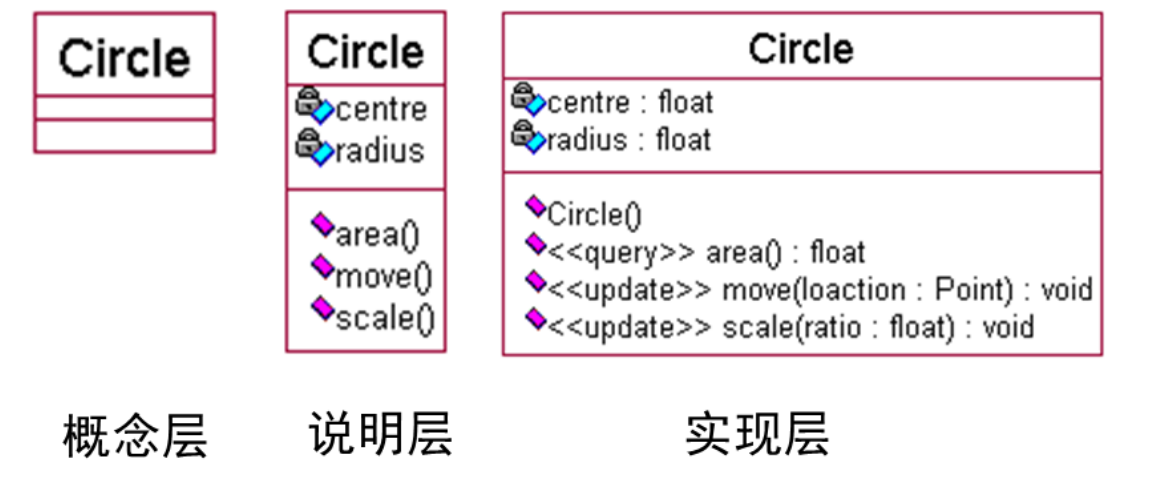 Circle
Circle
centre
radius
area()
move()
scale()
Circle
centre : float
radius : float
Circle()
<<query>> area() : float
<<update>> move(loaction : Point) : void
<<update>> scale(ratio : float) : void
概念层
说明层
实现层